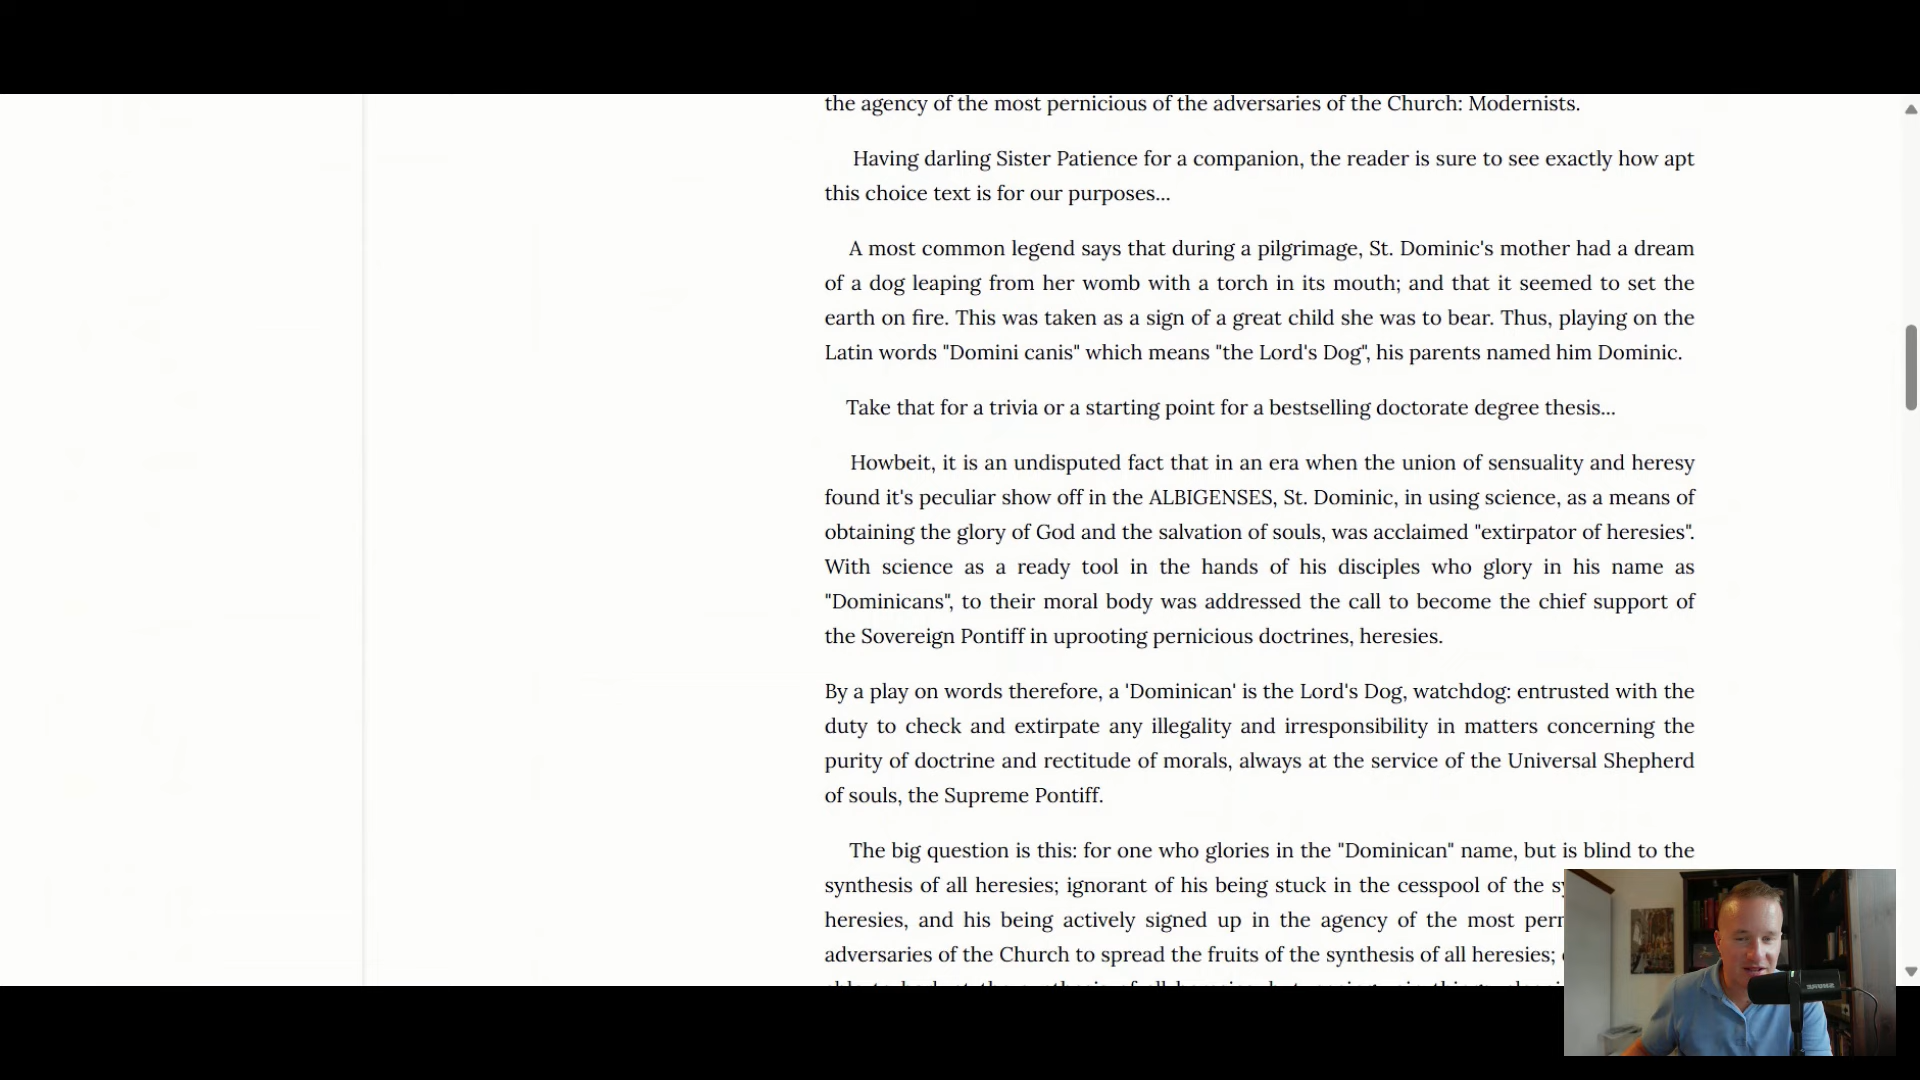 the agency of the most pernicious of the adversaries of the Church: Modernists.
Having darling Sister Patience for a companion, the reader is sure to see exactly how apt
this choice text is for our purposes...
A most common legend says that during a pilgrimage, St. Dominic's mother had a dream
of a dog leaping from her womb with a torch in its mouth; and that it seemed to set the
earth on fire. This was taken as a sign of a great child she was to bear. Thus, playing on the
Latin words "Domini canis" which means "the Lord's Dog", his parents named him Dominic.
Take that for a trivia or a starting point for a bestselling doctorate degree thesis...
Howbeit, it is an undisputed fact that in an era when the union of sensuality and heresy
found it's peculiar show off in the ALBIGENSES, St. Dominic, in using science, as a means of
obtaining the glory of God and the salvation of souls, was acclaimed "extirpator of heresies".
With science as a ready tool in the hands of his disciples who glory in his name as
"Dominicans", to their moral body was addressed the call to become the chief support of
the Sovereign Pontiff in uprooting pernicious doctrines, heresies.
By a play on words therefore, a 'Dominican' is the Lord's Dog, watchdog: entrusted with the
duty to check and extirpate any illegality and irresponsibility in matters concerning the
purity of doctrine and rectitude of morals, always at the service of the Universal Shepherd
of souls, the Supreme Pontiff.
The big question is this: for one who glories in the "Dominican" name, but is blind to the
synthesis of all heresies; ignorant of his being stuck in the cesspool of the
heresies, and his being actively signed up in the agency of the most
adversaries of the Church to spread the fruits of the synthesis of all heresies;